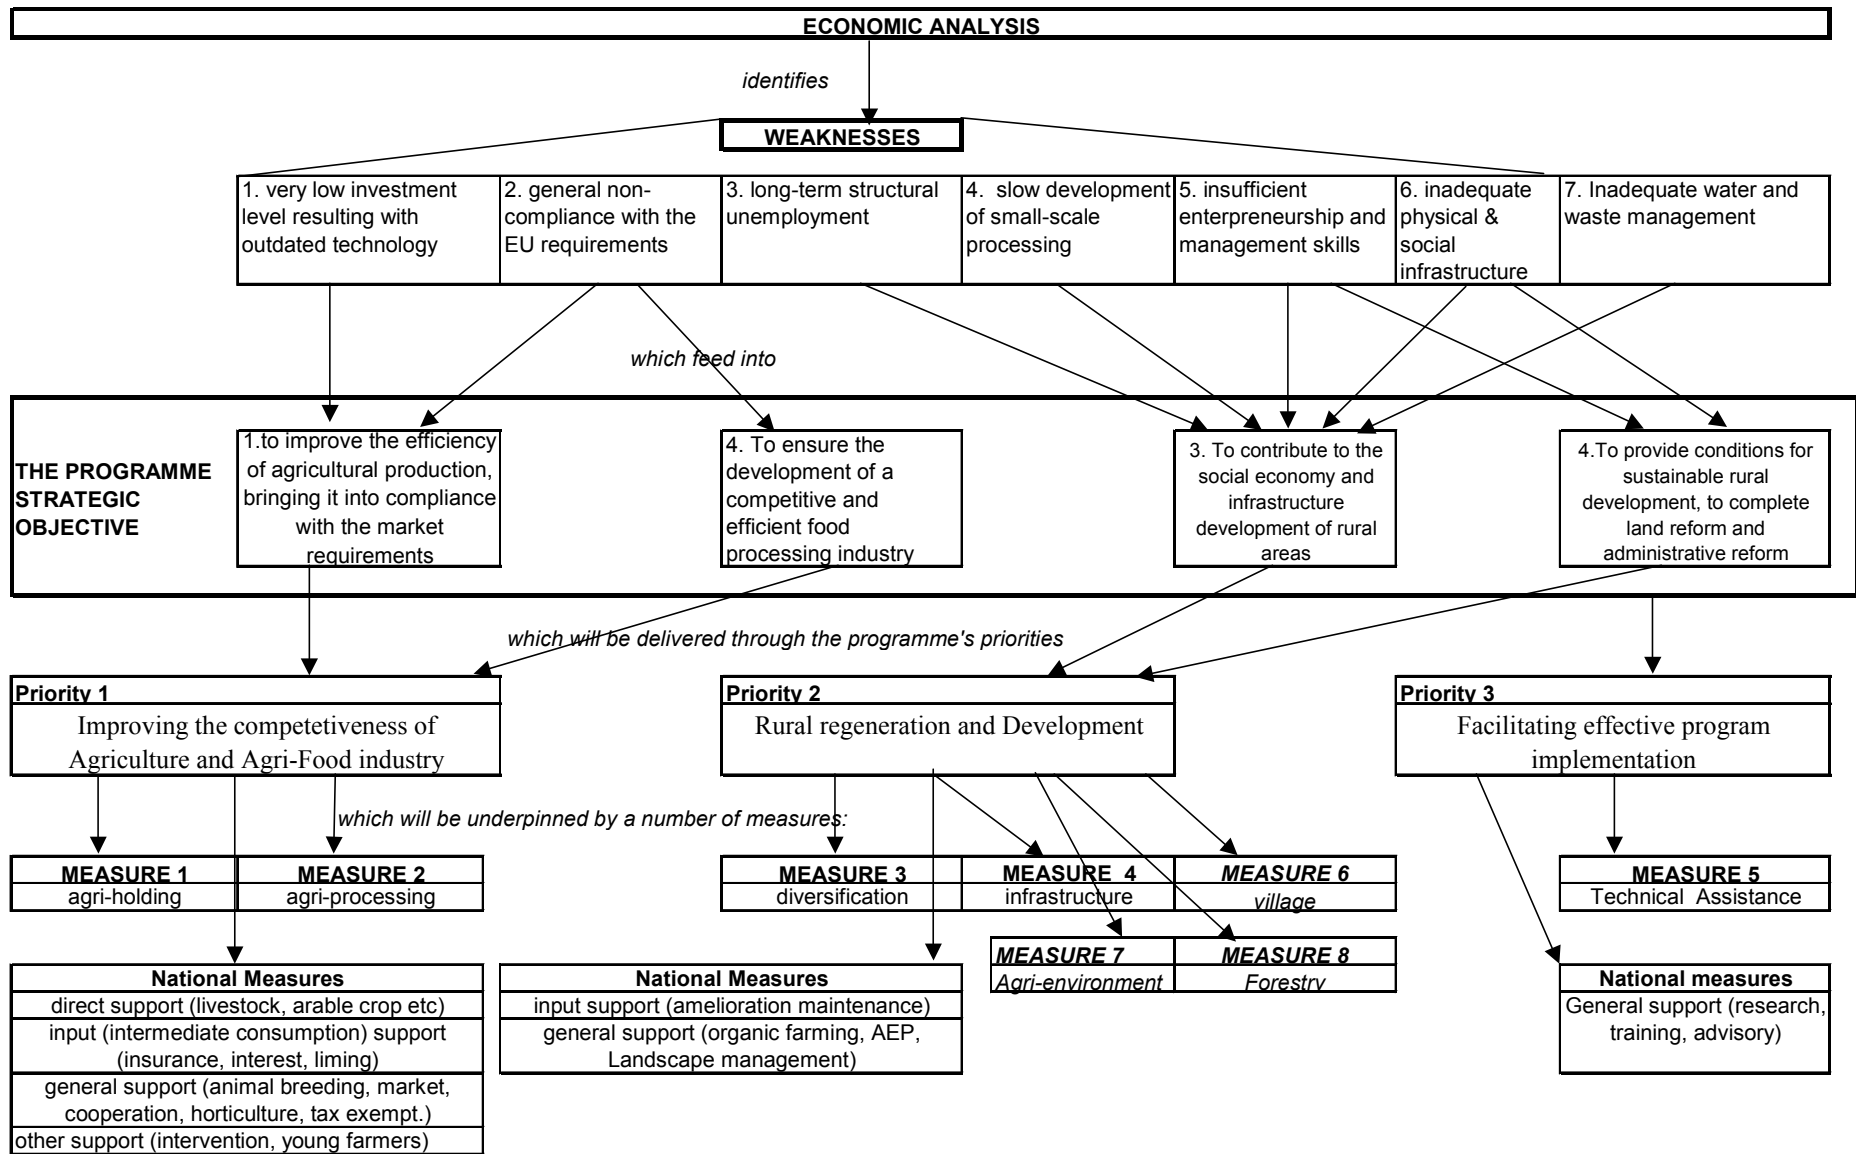 ECONOMIC ANALYSIS
identifies
WEAKNESSES
1. very low investment
level resulting with
outdated technology
2. general non-
compliance with the
EU requirements
3. long-term structural
unemployment
4. slow development
of small-scale
processing
5. insufficient
enterpreneurship and
management skills
6. inadequate
physical &
social
infrastructure
7. Inadequate water and
waste management
which feed into
THE PROGRAMME
STRATEGIC
OBJECTIVE
1.to improve the efficiency
of agricultural production,
bringing it into compliance
with the market
requirements
4. To ensure the
development of a
competitive and
efficient food
processing industry
3. To contribute to the
social economy and
infrastructure
development of rural
areas
4.To provide conditions for
sustainable rural
development, to complete
land reform and
administrative reform
which will be delivered through the programme's priorities
Priority 1
Improving the competetiveness of
Agriculture and Agri-Food industry
Priority 2
Rural regeneration and Development
Priority 3
Facilitating effective program
implementation
which will be underpinned by a number of measures:
MEASURE 1
agri-holding
MEASURE 2
agri-processing
MEASURE 3
diversification
MEASURE 4
infrastructure
MEASURE 6
village
MEASURE 5
Technical Assistance
MEASURE 7
Agri-environment
MEASURE 8
Forestry
National Measures
direct support (livestock, arable crop etc)
input (intermediate consumption) support
(insurance, interest, liming)
general support (animal breeding, market,
cooperation, horticulture, tax exempt.)
other support (intervention, young farmers)
National Measures
input support (amelioration maintenance)
general support (organic farming, AEP,
Landscape management)
National measures
General support (research,
training, advisory)